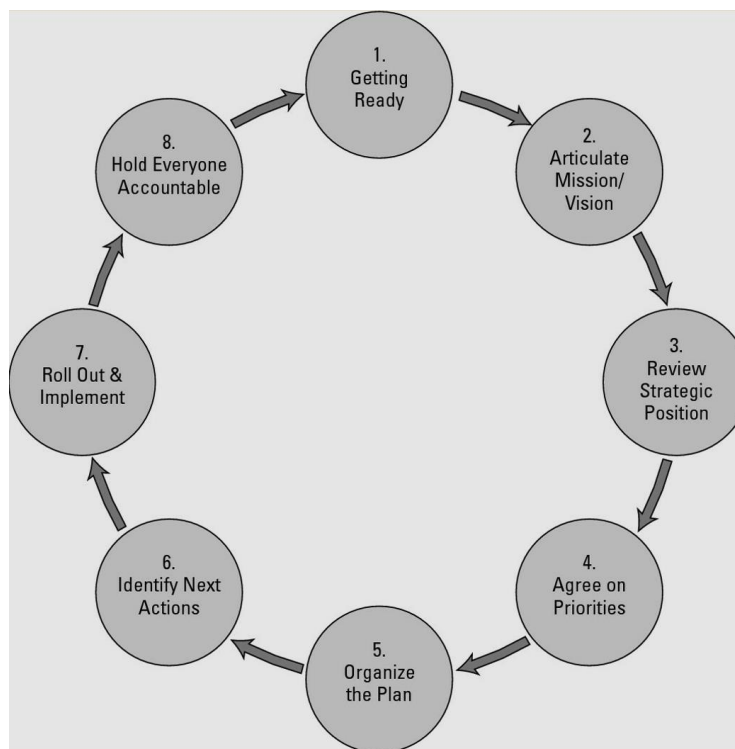 1.
Getting
Ready
2.
Articulate
Mission/
Vision
3.
Review
Strategic
Position
4.
Agree on
Priorities
5.
Organize
the Plan
6.
Identify Next
Actions
7.
Roll Out &
Implement
8.
Hold Everyone
Accountable